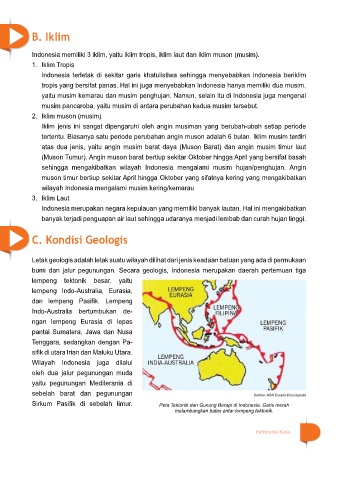 B. Iklim
Indonesia memiliki 3 iklim, yaitu iklim tropis, iklim laut dan iklim muson (musim).
1. Iklim Tropis
Indonesia terletak di sekitar garis khatulistiwa sehingga menyebabkan Indonesia beriklim
tropis yang bersifat panas. Hal ini juga menyebabkan Indonesia hanya memiliki dua musim,
yaitu musim kemarau dan musim penghujan. Namun, selain itu di Indonesia juga mengenal
musim pancaroba, yaitu musim di antara perubahan kedua musim tersebut.
2. Iklim muson (musim)
Iklim jenis ini sangat dipengaruhi oleh angin musiman yang berubah-ubah setiap periode
tertentu. Biasanya satu periode perubahan angin muson adalah 6 bulan. Iklim musim terdiri
atas dua jenis, yaitu angin musim barat daya (Muson Barat) dan angin musim timur laut
(Muson Tumur). Angin muson barat bertiup sekitar Oktober hingga April yang bersifat basah
sehingga mengakibatkan wilayah Indonesia mengalami musim hujan/penghujan. Angin
muson timur bertiup sekitar April hingga Oktober yang sifatnya kering yang mengakibatkan
wilayah Indonesia mengalami musim kering/kemarau
3. Iklim Laut
Indonesia merupakan negara kepulauan yang memiliki banyak lautan. Hal ini mengakibatkan
banyak terjadi penguapan air laut sehingga udaranya menjadi lembab dan curah hujan tinggi.
C. Kondisi Geologis
Letak geologis adalah letak suatu wilayah dilihat dari jenis keadaan batuan yang ada di permukaan
bumi dan jalur pegunungan. Secara geologis, Indonesia merupakan daerah pertemuan tiga
lempeng tektonik besar, yaitu
lempeng Indo-Australia, Eurasia,
dan lempeng Pasifik. Lempeng
Indo-Australia bertumbukan de-
ngan lempeng Eurasia di lepas
pantai Sumatera, Jawa dan Nusa
Tenggara, sedangkan dengan Pa-
sifik di utara Irian dan Maluku Utara.
Wilayah Indonesia juga dilalui
oleh dua jalur pegunungan muda
yaitu pegunungan Mediterania di
sebelah barat dan pegunungan
Sirkum Pasifik di sebelah timur.
LEMPENG
EURASIA
LEMPENG
FILIPINA
LEMPENG
PASIFIK
LEMPENG
INDIA-AUSTRALIA
Sumber: MSN Encarta
Peta Tektonik dan Gunung Berapi di Indonesia. Garis merah
melambangkan batas antar lempeng tektonik.